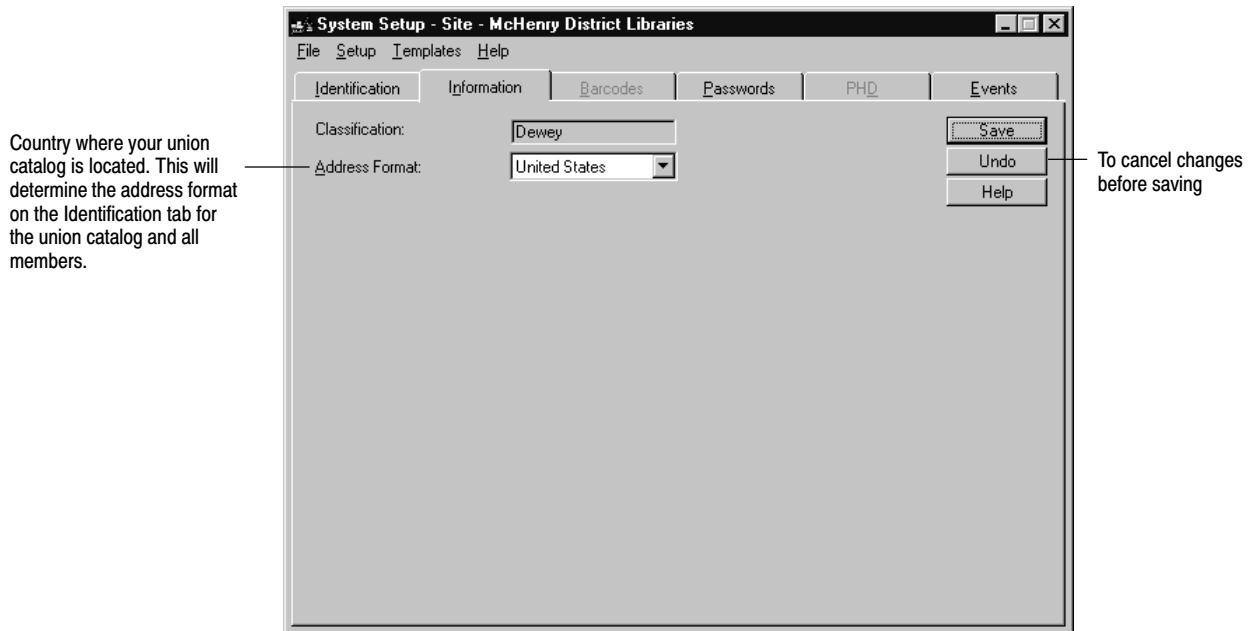 System Setup - Site - McHenry District Libraries
File Setup Templates Help
Identification Information Barcodes Passwords PHD Events
Classification: Dewey
Address Format: United States
Save
Undo
Help
Country where your union
catalog is located. This will
determine the address format
on the Identification tab for
the union catalog and all
members.
To cancel changes
before saving